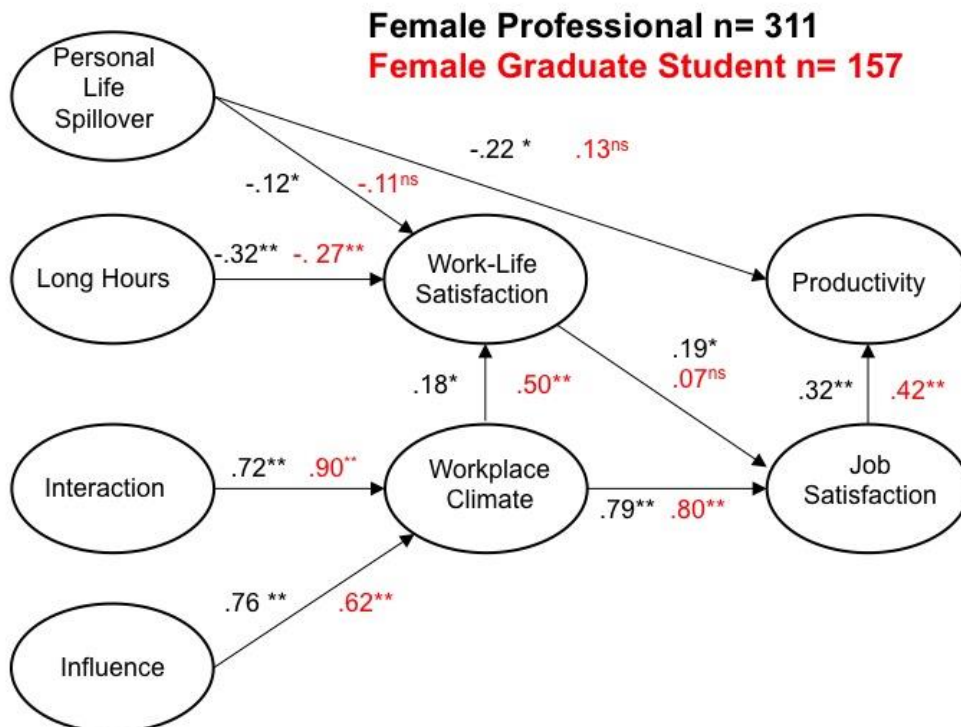 Female Professional n= 311
Female Graduate Student n= 157
Personal
Life
Spillover
-.22 * .13ns
-.12* -.11ns
Long Hours
-.32** -. 27**
Work-Life
Satisfaction
Productivity
.19*
.07ns
.18* .50**
.32** .42**
Interaction
.72** .90**
Workplace
Climate
.79** .80**
Job
Satisfaction
.76 ** .62**
Influence